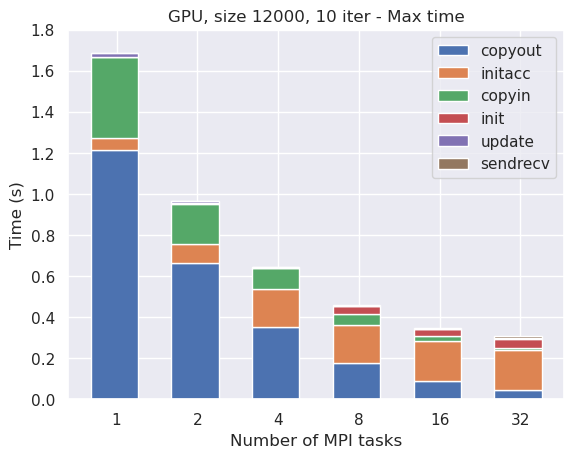 GPU, size 12000, 10 iter - Max time
1.8
1.6
1.4
1.2
1.0
0.8
0.6
0.4
0.2
0.0
Time (s)
copyout
initacc
copyin
init
update
sendrecv
1 2 4 8 16 32
Number of MPI tasks